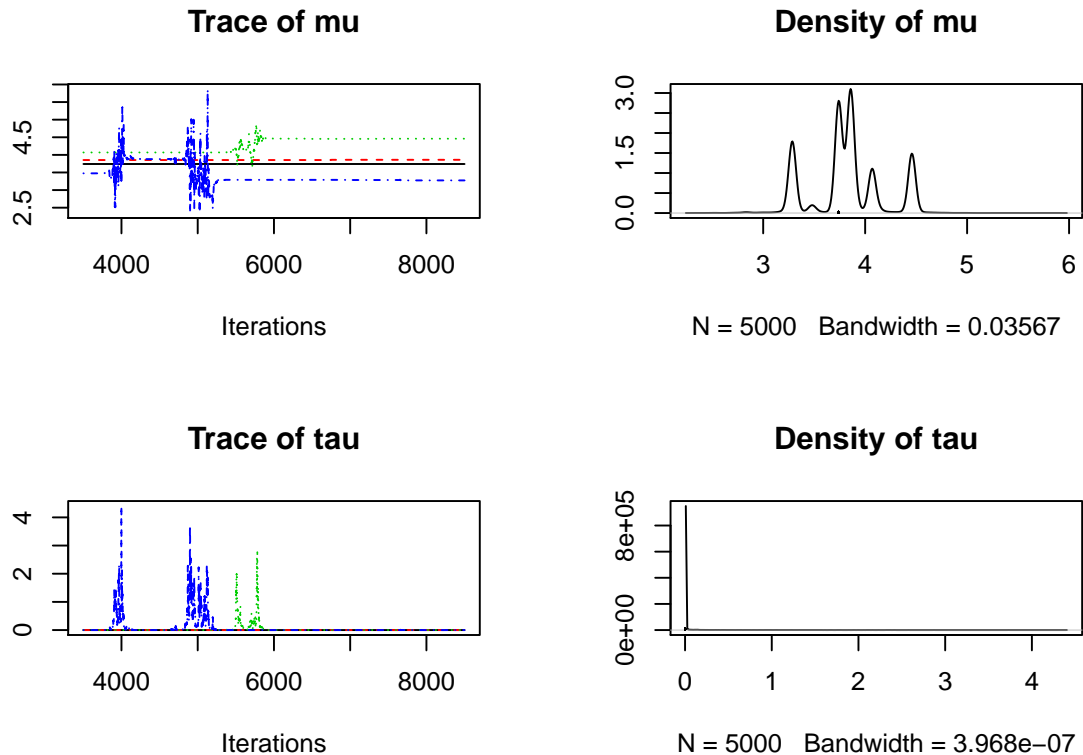 Trace of mu
4.5
2.5
4000 6000 8000
Iterations
Density of mu
3.0
1.5
0.0
3 4 5 6
N = 5000 Bandwidth = 0.03567
Trace of tau
4
2
0
4000 6000 8000
Iterations
Density of tau
8e+05
0e+00
0 1 2 3 4
N = 5000 Bandwidth = 3.968e−07